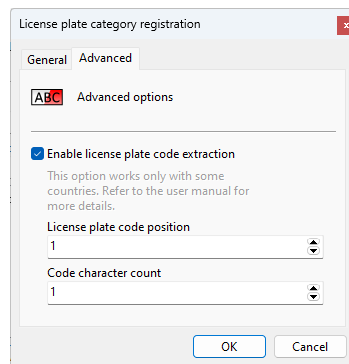 License plate category registration
General
Advanced
ABC
Advanced options
Enable license plate code extraction
This option works only with some
countries. Refer to the user manual for
more details.
License plate code position
1
Code character count
1
OK
Cancel